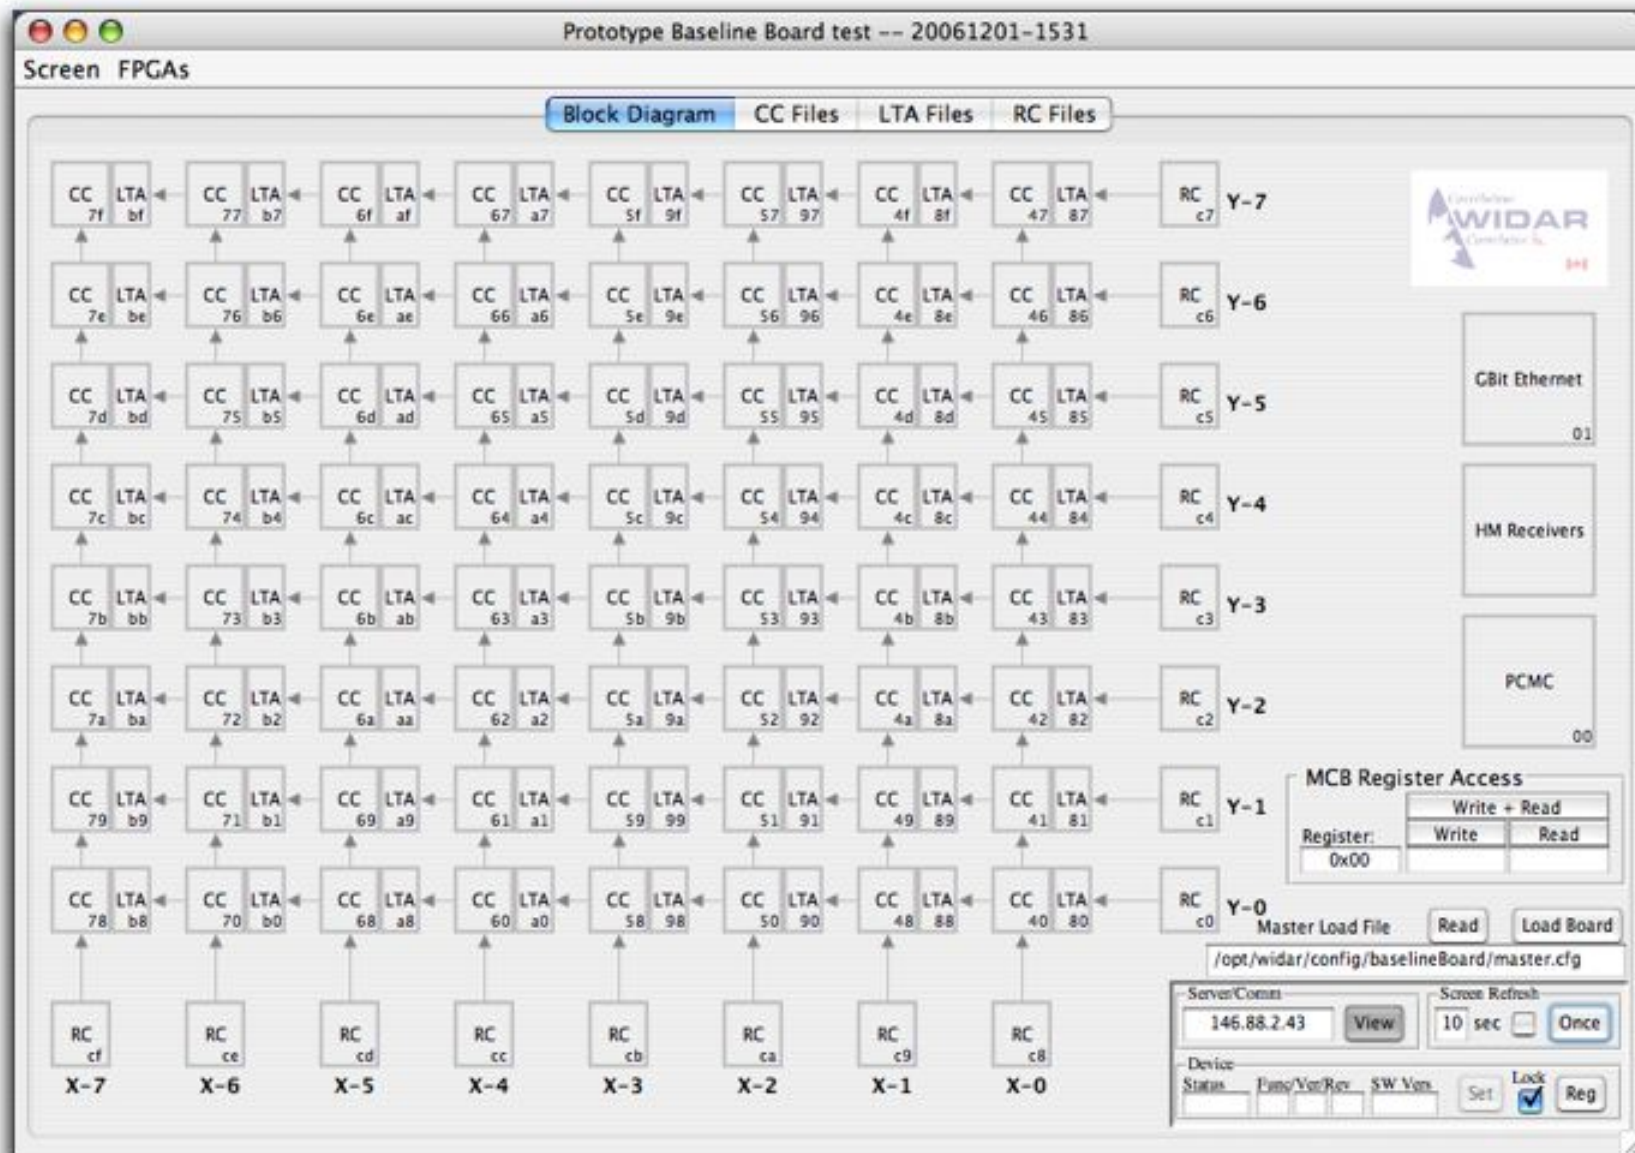 Prototype Baseline Board test -- 20061201-1531
Screen FPGAs
Block Diagram CC Files LTA Files RC Files
CC LTA CC LTA CC LTA CC LTA CC LTA CC LTA CC LTA CC LTA RC Y-7
7f bf 77 b7 6f af 67 a7 5f 9f 57 97 4f 8f 47 87 c7
WIDAR
CC LTA CC LTA CC LTA CC LTA CC LTA CC LTA CC LTA CC LTA RC Y-6
7e be 76 b6 6e ae 66 a6 5e 9e 56 96 4e 8e 46 86 c6
CC LTA CC LTA CC LTA CC LTA CC LTA CC LTA CC LTA CC LTA RC Y-5
7d bd 75 b5 6d ad 65 a5 5d 9d 55 95 4d 8d 45 85 c5
GBit Ethernet
01
CC LTA CC LTA CC LTA CC LTA CC LTA CC LTA CC LTA CC LTA RC Y-4
7c bc 74 b4 6c ac 64 a4 5c 9c 54 94 4c 8c 44 84 c4
HM Receivers
CC LTA CC LTA CC LTA CC LTA CC LTA CC LTA CC LTA CC LTA RC Y-3
7b bb 73 b3 6b ab 63 a3 5b 9b 53 93 4b 8b 43 83 c3
CC LTA CC LTA CC LTA CC LTA CC LTA CC LTA CC LTA CC LTA RC Y-2
7a ba 72 b2 6a aa 62 a2 5a 9a 52 92 4a 8a 42 82 c2
PCMC
00
CC LTA CC LTA CC LTA CC LTA CC LTA CC LTA CC LTA CC LTA RC Y-1
79 b9 71 b1 69 a9 61 a1 59 99 51 91 49 89 41 81 c1
MCB Register Access
Write + Read
Register: Write Read
0x00
CC LTA CC LTA CC LTA CC LTA CC LTA CC LTA CC LTA CC LTA RC Y-0
78 b8 70 b0 68 a8 60 a0 58 98 50 90 48 88 40 80 c0
Master Load File Read Load Board
/opt/widar/config/baselineBoard/master.cfg
RC RC RC RC RC RC RC RC
cf ce cd cc cb ca c9 c8
X-7 X-6 X-5 X-4 X-3 X-2 X-1 X-0
Server/Comm Screen Refresh
146.88.2.43 View 10 sec Once
Device
Status Func/Ver/Rev SW Vers Set Lock Reg